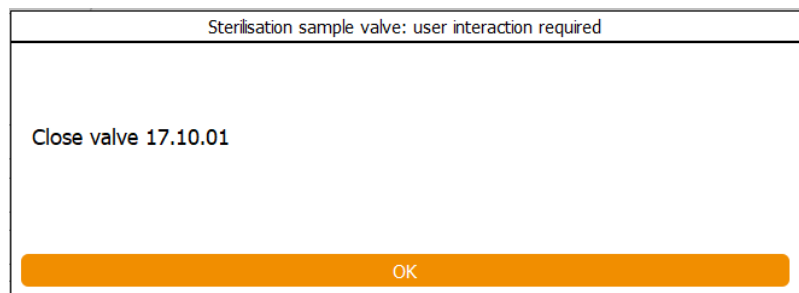 Sterilisation sample valve: user interaction required
Close valve 17.10.01
OK